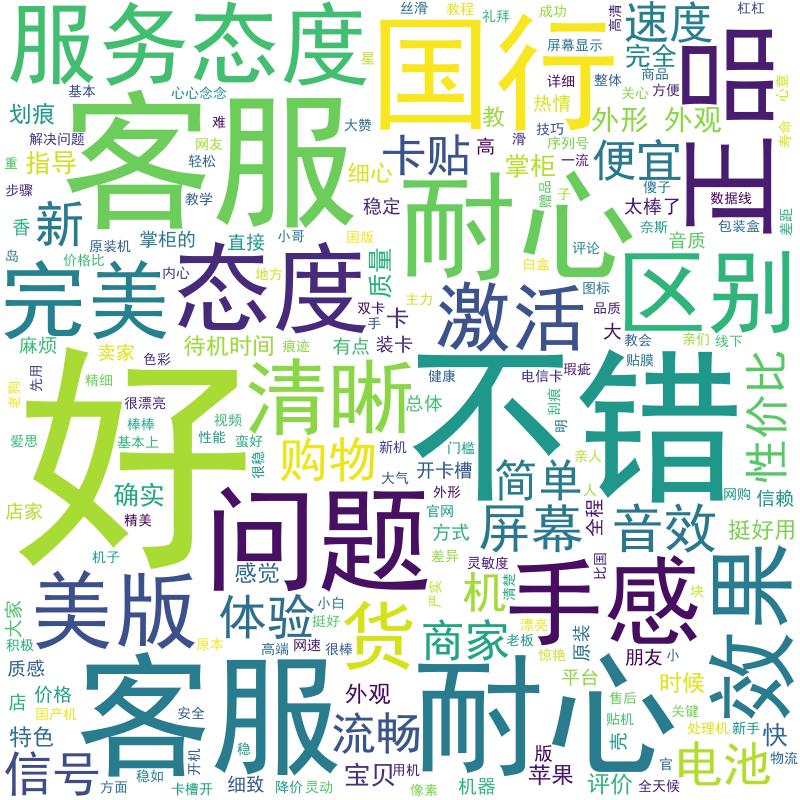 服务态度
国行
速度
正品
客服
完全
卡贴
教
外形
外观
热情
便宜
划痕
指导
细心
高
掌柜
耐心
太棒了
新
稳定
完美
态度
质量
激活
区别
音质
掌柜的
直接
麻烦
卖家
待机时间
有点
装卡
卡
大
好
清晰
不错
性价比
总体
购物
开卡槽
简单
确实
店家
问题
屏幕
音效
信赖
挺好用
方式
全程
感觉
美版
体验
货
机
手感
效果
商家
大家
原装
朋友
质感
店
价格
特色
客服
外观
流畅
耐心
平台
时候
壳
快
信号
细致
宝贝
机器
版
苹果
评价
电池
丝滑
教程
礼拜
成功
高清
杠杠
星
基本
心心念念
屏幕显示
详细
整体
商品
方便
关心
心意
解决问题
难
网友
大赞
滑
技巧
序列号
寿命
重
轻松
一流
步骤
教学
赠品
子
傻子
数据线
香
原装机
小哥
国版
评论
奈斯
包装盒
差距
岛
价格比
内心
地方
白盒
图标
双卡
手
主力
品质
教会
亲们
线下
痕迹
色彩
贴膜
老狗
先用
精细
很漂亮
健康
电信卡
瑕疵
刮痕
明
爱思
棒棒
基本上
视频
性能
蛮好
很稳
新机
门槛
大气
亲人
人
网购
精美
外形
官网
机子
差异
灵敏度
清楚
比国
严实
块
小白
挺好
积极
原本
高端
网速
很棒
老板
漂亮
惊艳
小
国产机
安全
售后
贴机
关键
处理机
新手
物流
方面
稳如
卡槽开
开机
稳
降价
灵动
用机
像素
官
全天候